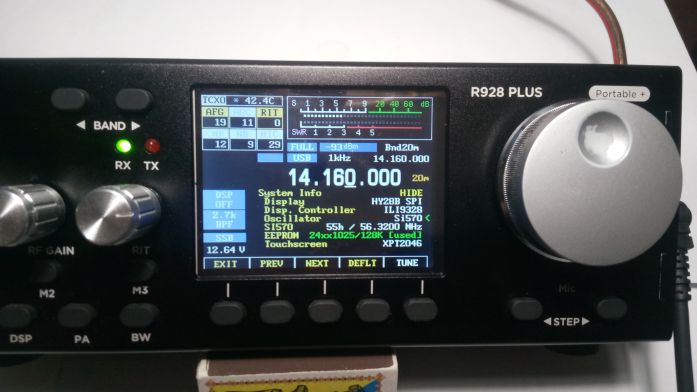 R928 PLUS
Portable +
TCXO * 42.4C
S 1 3 5 7 9 20 40 60 dB
AFG RIT
19 11 0
SWR 1 2 3 4 5
12 9 29
FULL -93dBm Bnd20m
USB 1kHz 14.160.000
14.160.000 20m
◄ BAND ►
RX TX
System Info HIDE
Display HY28B SPI
Disp. Controller ILI9328
Oscillator Si570 <
SI570 55h / 56.3200 MHz
EEPROM 24xx1025/128K [used]
Touchscreen XPT2046
DSP
OFF
2.7k
BPF
SSB
12.64 V
EXIT PREV NEXT DEFLT TUNE
RF GAIN
RIT
M2
M3
DSP PA BW
Mic
◄STEP►